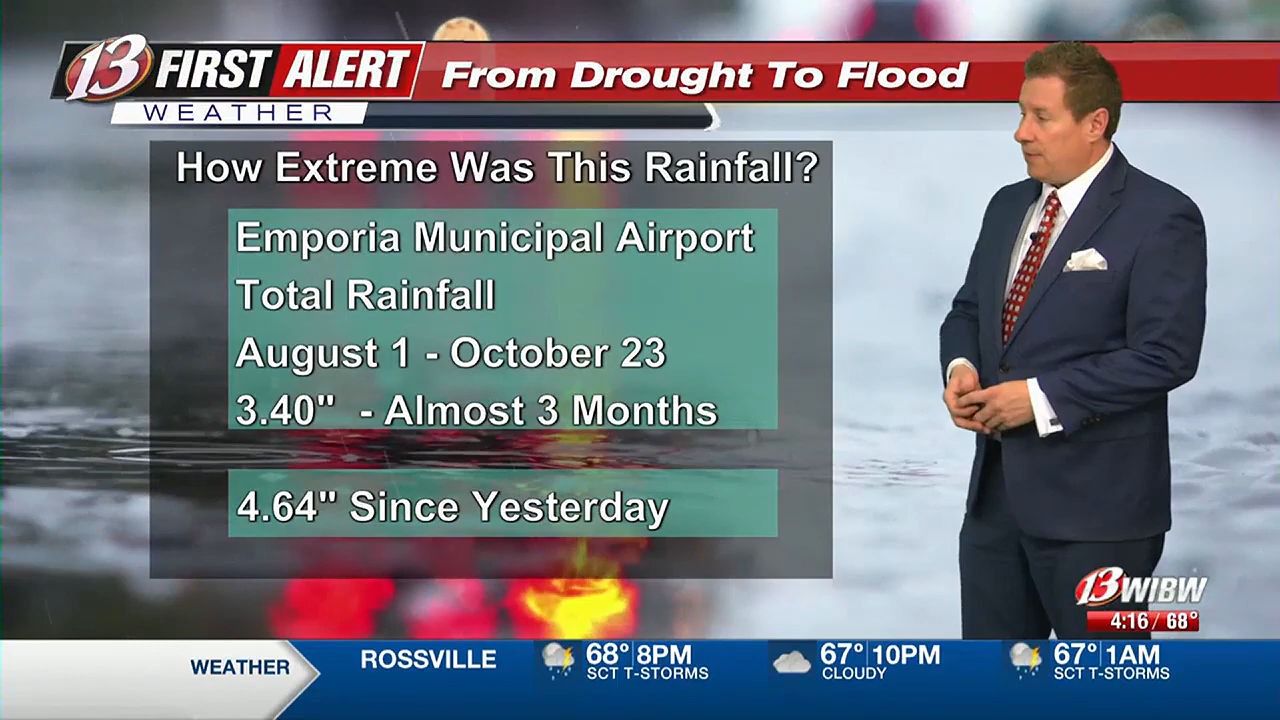 13 FIRST ALERT
WEATHER
From Drought To Flood
How Extreme Was This Rainfall?
Emporia Municipal Airport
Total Rainfall
August 1 - October 23
3.40" - Almost 3 Months
4.64" Since Yesterday
13 WIBW
4:16 / 68°
WEATHER
ROSSVILLE
68° 8PM
SCT T-STORMS
67° 10PM
CLOUDY
67° 1AM
SCT T-STORMS